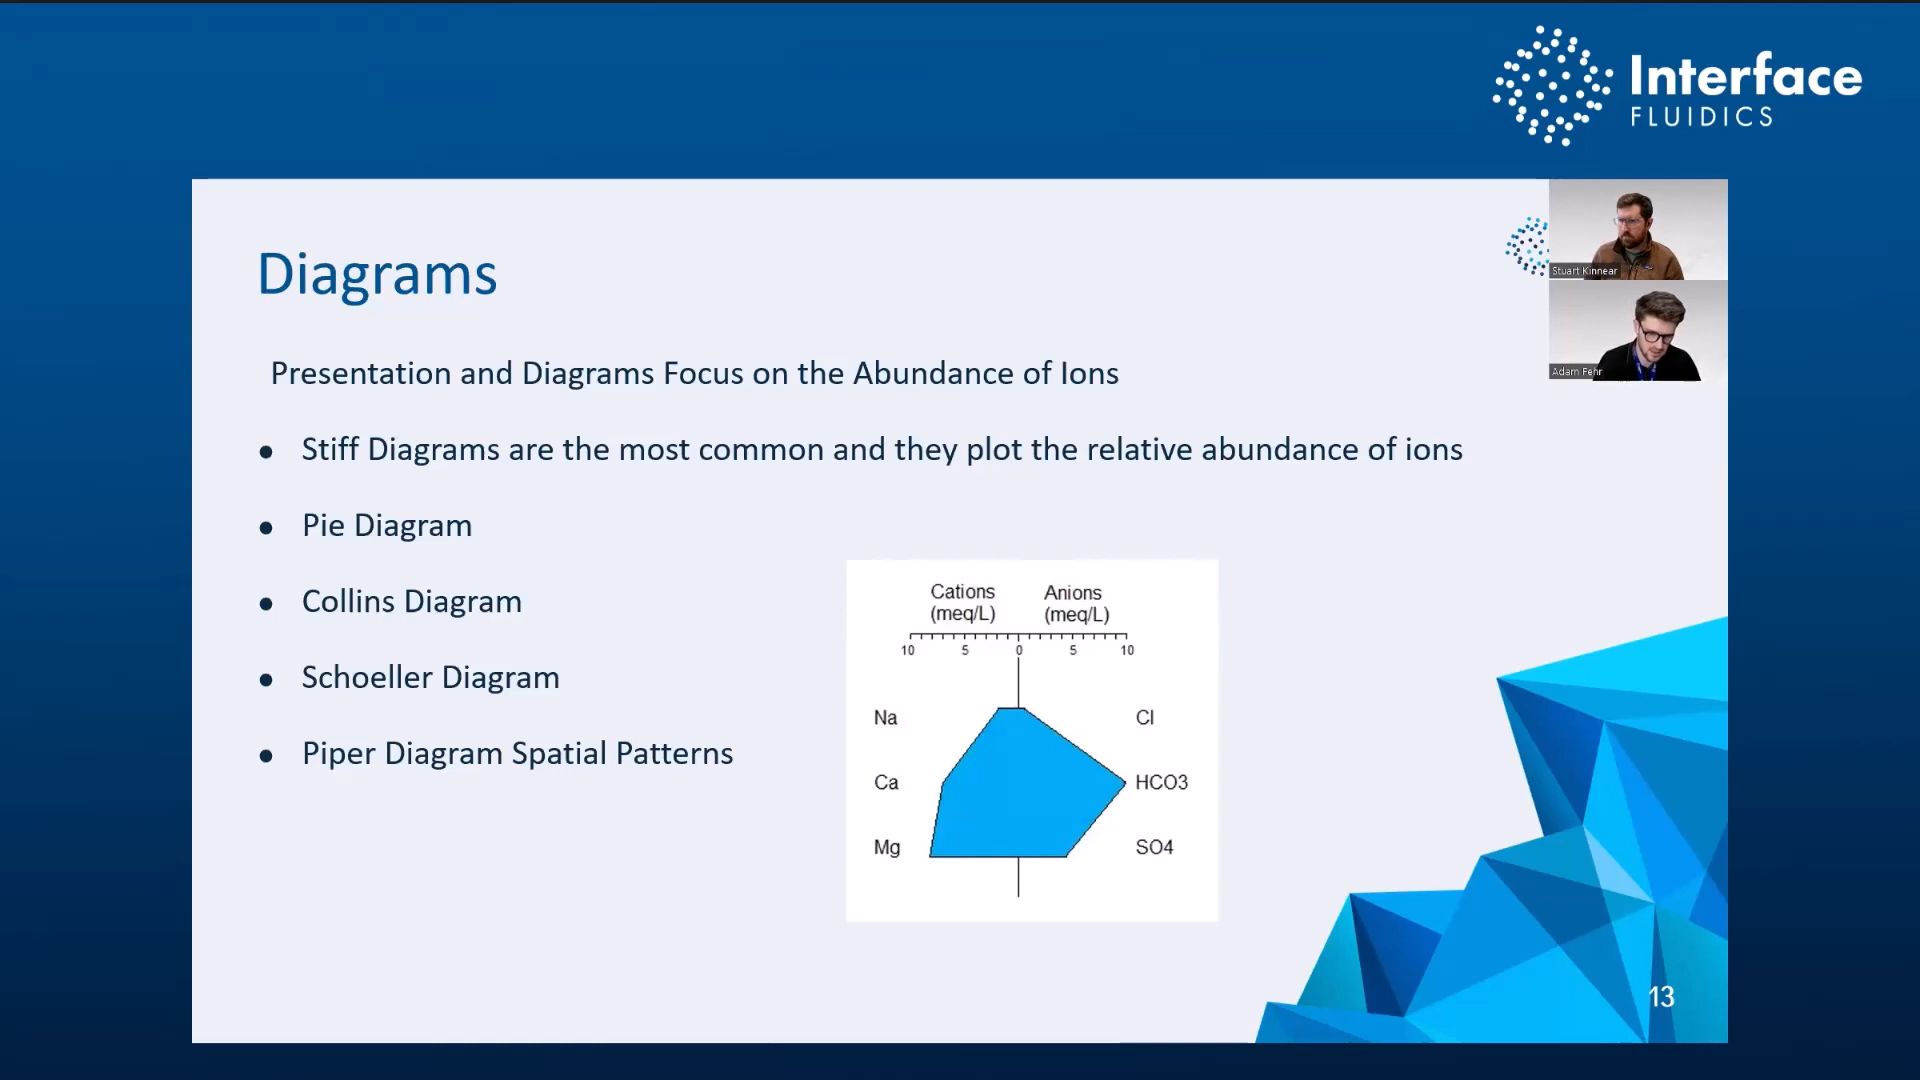 Interface
FLUIDICS
Stuart Kinnear
Adam Fehr
Diagrams
Presentation and Diagrams Focus on the Abundance of Ions
● Stiff Diagrams are the most common and they plot the relative abundance of ions
● Pie Diagram
● Collins Diagram
● Schoeller Diagram
● Piper Diagram Spatial Patterns
Cations Anions
(meq/L) (meq/L)
10 5 0 5 10
Na Cl
Ca HCO3
Mg SO4
13